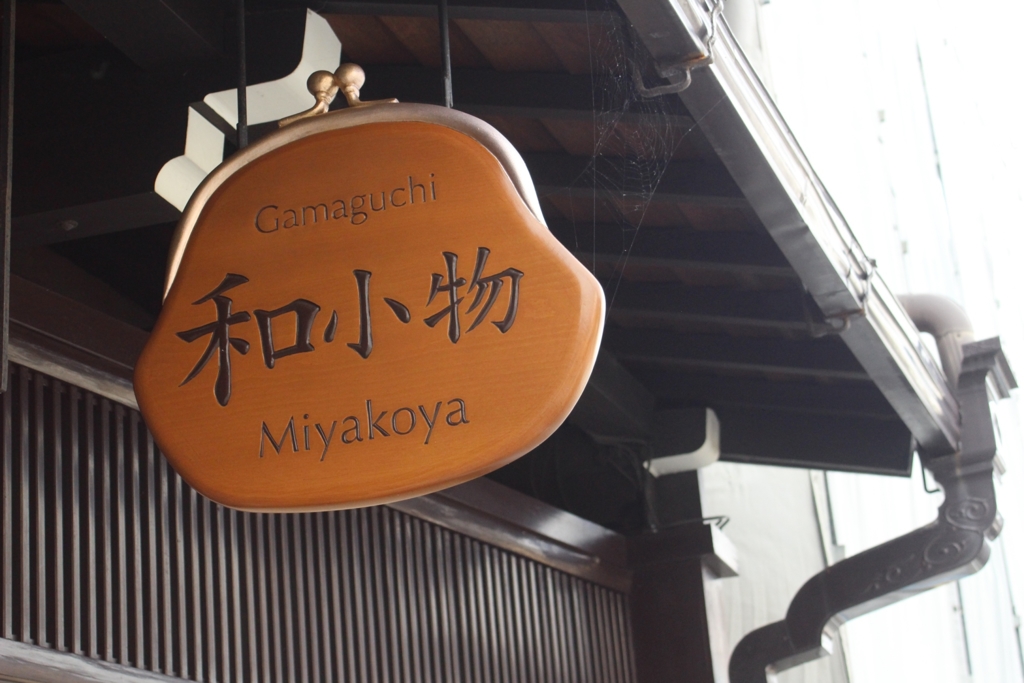 Gamaguchi
和小物
Miyakoya